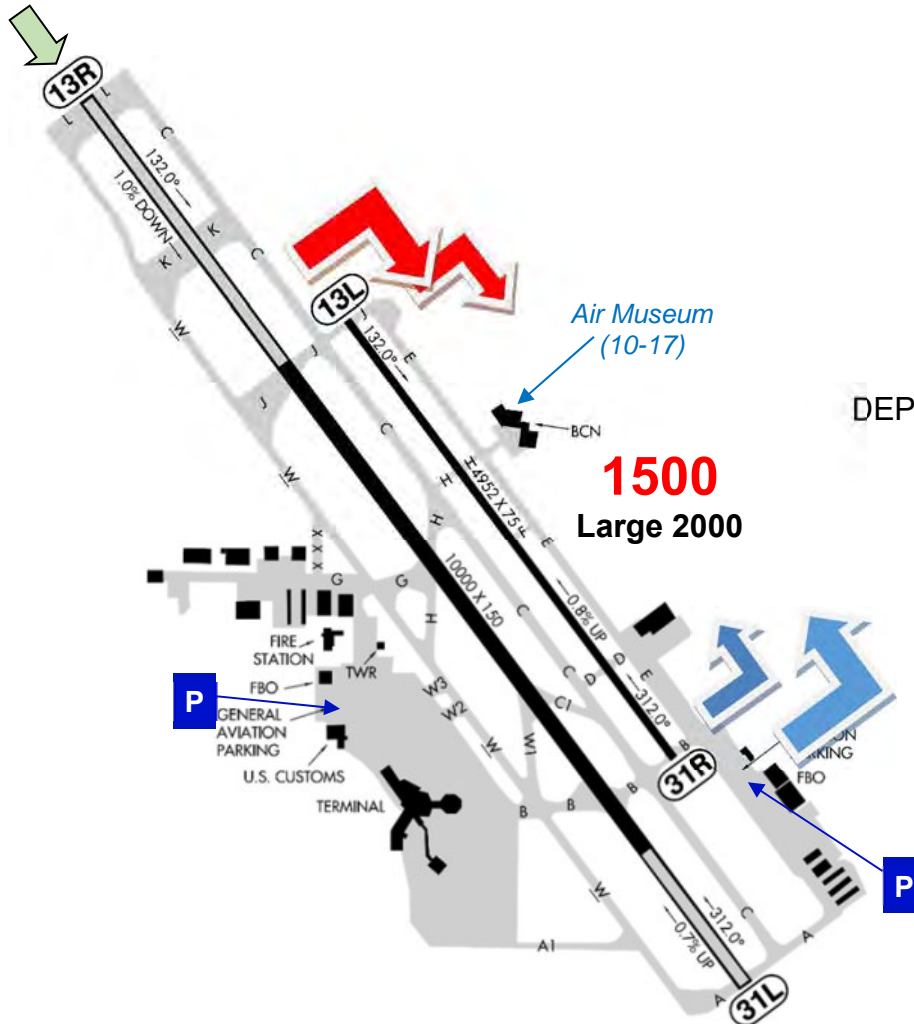 13R
L
L
C
132.0°
1.0% DOWN
K
K
C
W
13L
J
J
132.0°
E
Air Museum
(10-17)
BCN
DEP
C
H
W
H
4952 X 75
F
E
1500
Large 2000
X
X
X
G
G
H
10000 X 150
C
0.8% UP
FIRE
STATION
TWR
FBO
P
GENERAL
AVIATION
PARKING
U.S. CUSTOMS
TERMINAL
W3
W2
W
W1
C1
C
D
D
E
312.0°
B
31R
B
B
B
ON
RKING
FBO
P
W
312.0°
0.7% UP
C
A
A1
A
31L